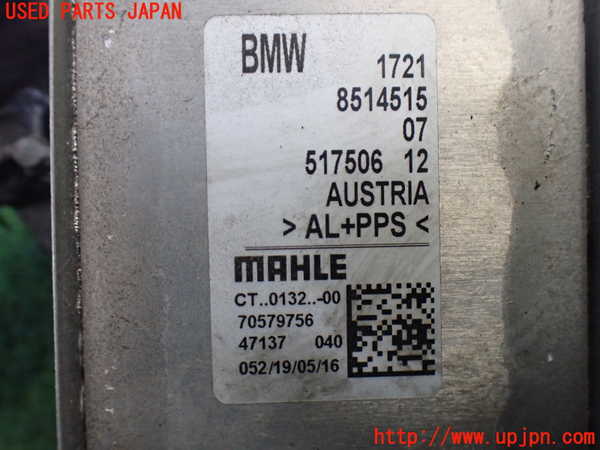 USED PARTS JAPAN
BMW 1721
8514515
07
517506 12
AUSTRIA
> AL+PPS <
MAHLE
CT..0132..-00
70579756
47137 040
052/19/05/16
(C)UPJ
http://www.upjpn.com/